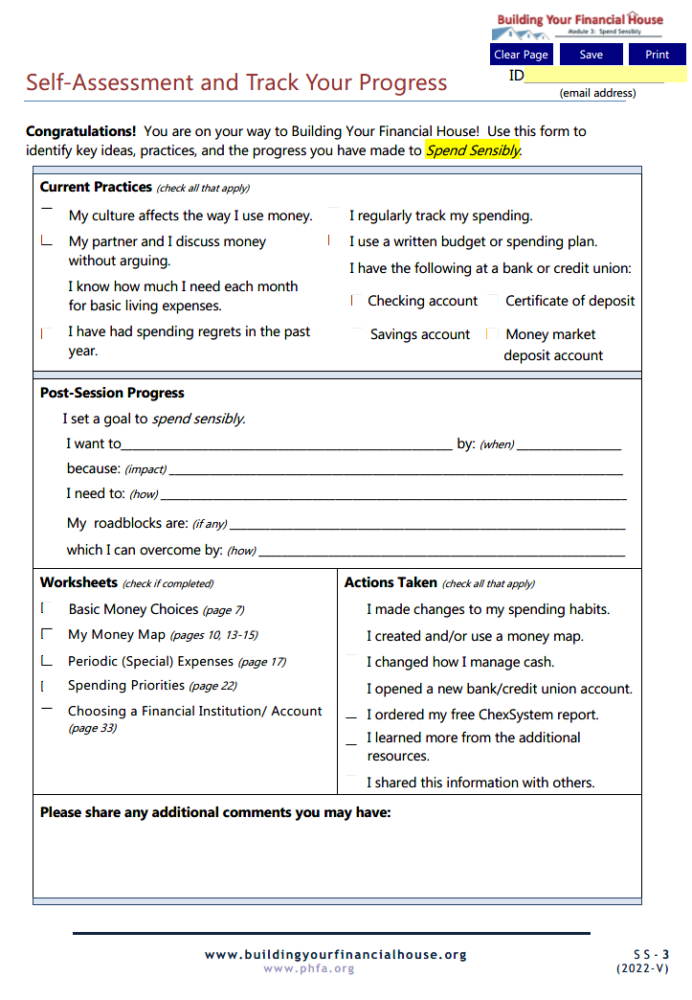 Building Your Financial House
Module 3: Spend Sensibly
Clear Page Save Print
Self-Assessment and Track Your Progress
ID____________________
(email address)
Congratulations! You are on your way to Building Your Financial House! Use this form to
identify key ideas, practices, and the progress you have made to Spend Sensibly.
Current Practices (check all that apply)
My culture affects the way I use money.
My partner and I discuss money
without arguing.
I know how much I need each month
for basic living expenses.
I have had spending regrets in the past
year.
I regularly track my spending.
I use a written budget or spending plan.
I have the following at a bank or credit union:
Checking account Certificate of deposit
Savings account Money market
deposit account
Post-Session Progress
I set a goal to spend sensibly.
I want to____________________ by: (when) ____________________
because: (impact) ____________________
I need to: (how) ____________________
My roadblocks are: (if any) ____________________
which I can overcome by: (how) ____________________
Worksheets (check if completed)
Basic Money Choices (page 7)
My Money Map (pages 10, 13-15)
Periodic (Special) Expenses (page 17)
Spending Priorities (page 22)
Choosing a Financial Institution/ Account
(page 33)
Actions Taken (check all that apply)
I made changes to my spending habits.
I created and/or use a money map.
I changed how I manage cash.
I opened a new bank/credit union account.
I ordered my free ChexSystem report.
I learned more from the additional
resources.
I shared this information with others.
Please share any additional comments you may have:
www.buildingyourfinancialhouse.org
www.phfa.org
SS-3
(2022-V)